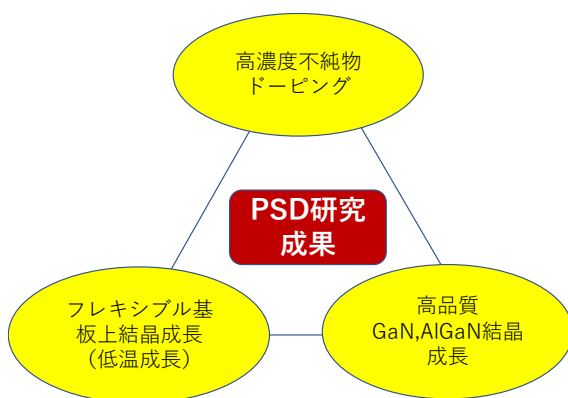 高濃度不純物
ドーピング
PSD研究
成果
フレキシブル基
板上結晶成長
(低温成長)
高品質
GaN,AlGaN結晶
成長